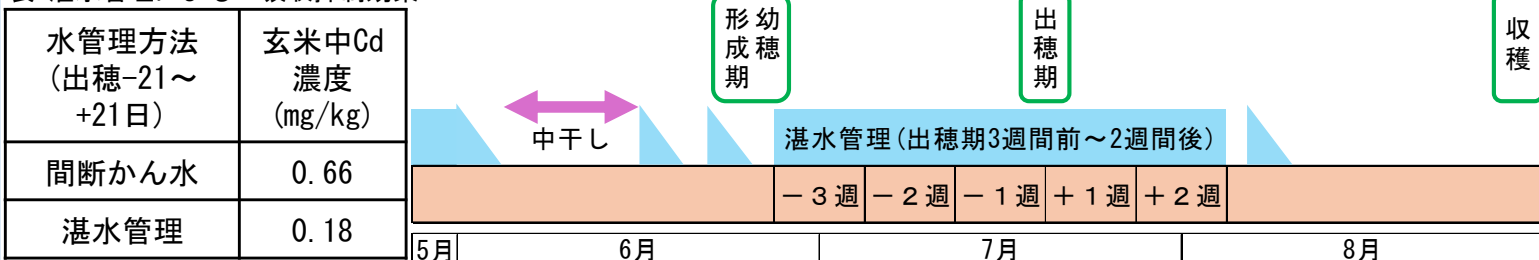 水管理方法
(出穂-21～
+21日)
玄米中Cd
濃度
(mg/kg)
間断かん水
0.66
湛水管理
0.18
幼穂
形成期
出穂期
収穫
中干し
湛水管理(出穂期3週間前～2週間後)
－３週
－２週
－１週
＋１週
＋２週
5月
6月
7月
8月